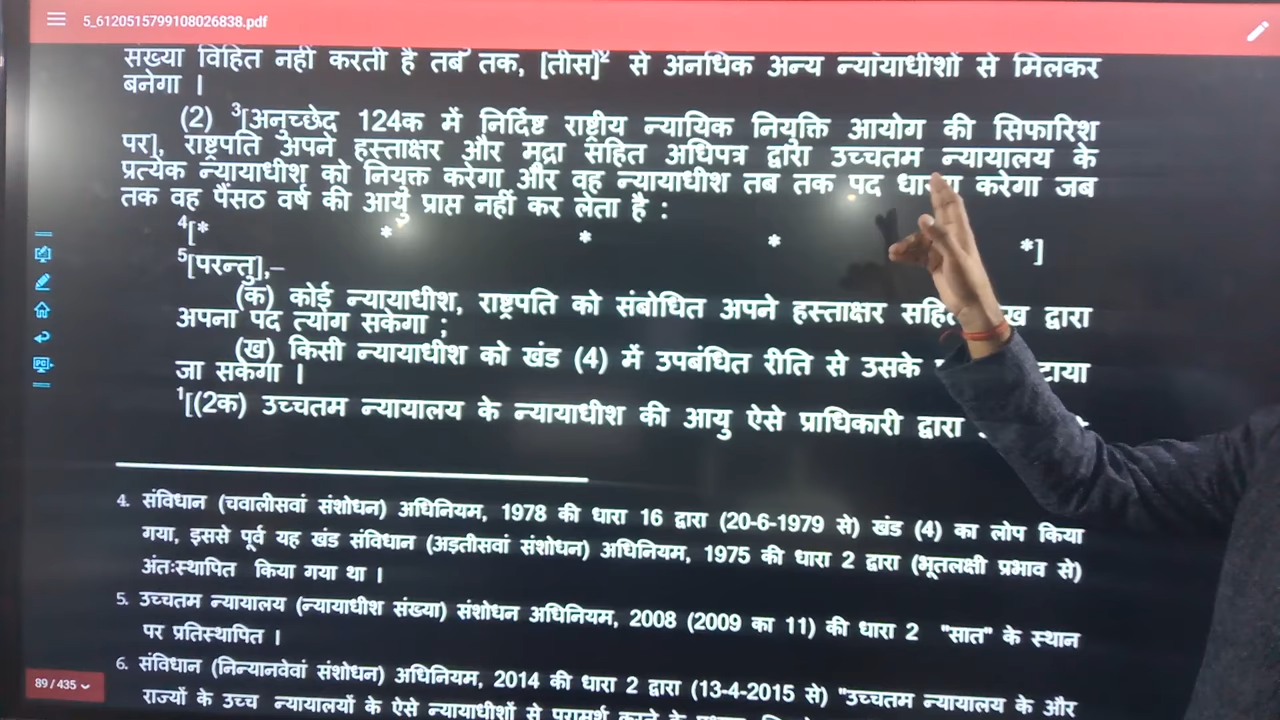 5_6120515799108026838.pdf
संख्या विहित नहीं करती है तब तक, [तीस]² से अनधिक अन्य न्यायाधीशों से मिलकर
बनेगा ।
(2) ³[अनुच्छेद 124क में निर्दिष्ट राष्ट्रीय न्यायिक नियुक्ति आयोग की सिफारिश
पर], राष्ट्रपति अपने हस्ताक्षर और मुद्रा सहित अधिपत्र द्वारा उच्चतम न्यायालय के
प्रत्येक न्यायाधीश को नियुक्त करेगा और वह न्यायाधीश तब तक पद करेगा जब
तक वह पैंसठ वर्ष की आयु प्राप्त नहीं कर लेता है :
⁴[* * * * *]
⁵[परन्तु],–
(क) कोई न्यायाधीश, राष्ट्रपति को संबोधित अपने हस्ताक्षर द्वारा
अपना पद त्याग सकेगा ;
(ख) किसी न्यायाधीश को खंड (4) में उपबंधित रीति से उसके
जा सकेगा ।
¹[(2क) उच्चतम न्यायालय के न्यायाधीश की आयु ऐसे प्राधिकारी द्वारा
4. संविधान (चवालीसवां संशोधन) अधिनियम, 1978 की धारा 16 द्वारा (20-6-1979 से) खंड (4) का लोप किया
गया, इससे पूर्व यह खंड संविधान (अड़तीसवां संशोधन) अधिनियम, 1975 की धारा 2 द्वारा (भूतलक्षी प्रभाव से)
अंतःस्थापित किया गया था ।
5. उच्चतम न्यायालय (न्यायाधीश संख्या) संशोधन अधिनियम, 2008 (2009 का 11) की धारा 2 "सात" के स्थान
पर प्रतिस्थापित ।
6. संविधान (निन्यानवेवां संशोधन) अधिनियम, 2014 की धारा 2 द्वारा (13-4-2015 से) "उच्चतम न्यायालय के और
राज्यों के उच्च न्यायालयों के ऐसे न्यायाधीशों से परामर्श करने के
89 / 435